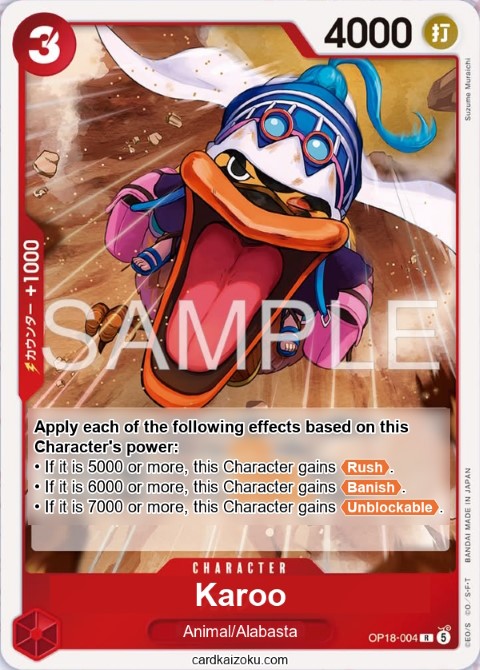 3
4000
打
Suzume Muraichi
カウンター +1000
SAMPLE
Apply each of the following effects based on this
Character's power:
• If it is 5000 or more, this Character gains Rush.
• If it is 6000 or more, this Character gains Banish.
• If it is 7000 or more, this Character gains Unblockable.
©E.O/S ©O./S.F-T BANDAI MADE IN JAPAN
CHARACTER
Karoo
Animal/Alabasta
OP18-004 R 5
cardkaizoku.com